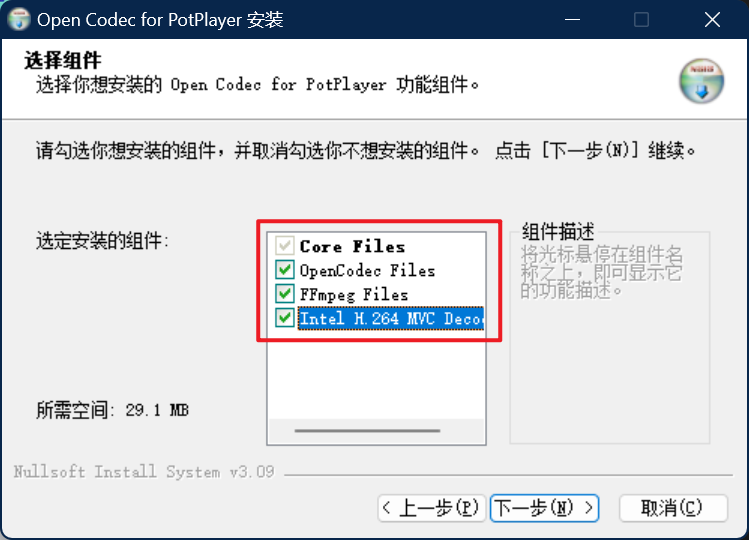 Open Codec for PotPlayer 安装
选择组件
选择你想安装的 Open Codec for PotPlayer 功能组件。
请勾选你想安装的组件，并取消勾选你不想安装的组件。 点击 [下一步(N)] 继续。
选定安装的组件:
Core Files
OpenCodec Files
FFmpeg Files
Intel H.264 MVC Deco
组件描述
将光标悬停在组件名
称之上，即可显示它
的功能描述。
所需空间: 29.1 MB
Nullsoft Install System v3.09
< 上一步(P)
下一步(N) >
取消(C)